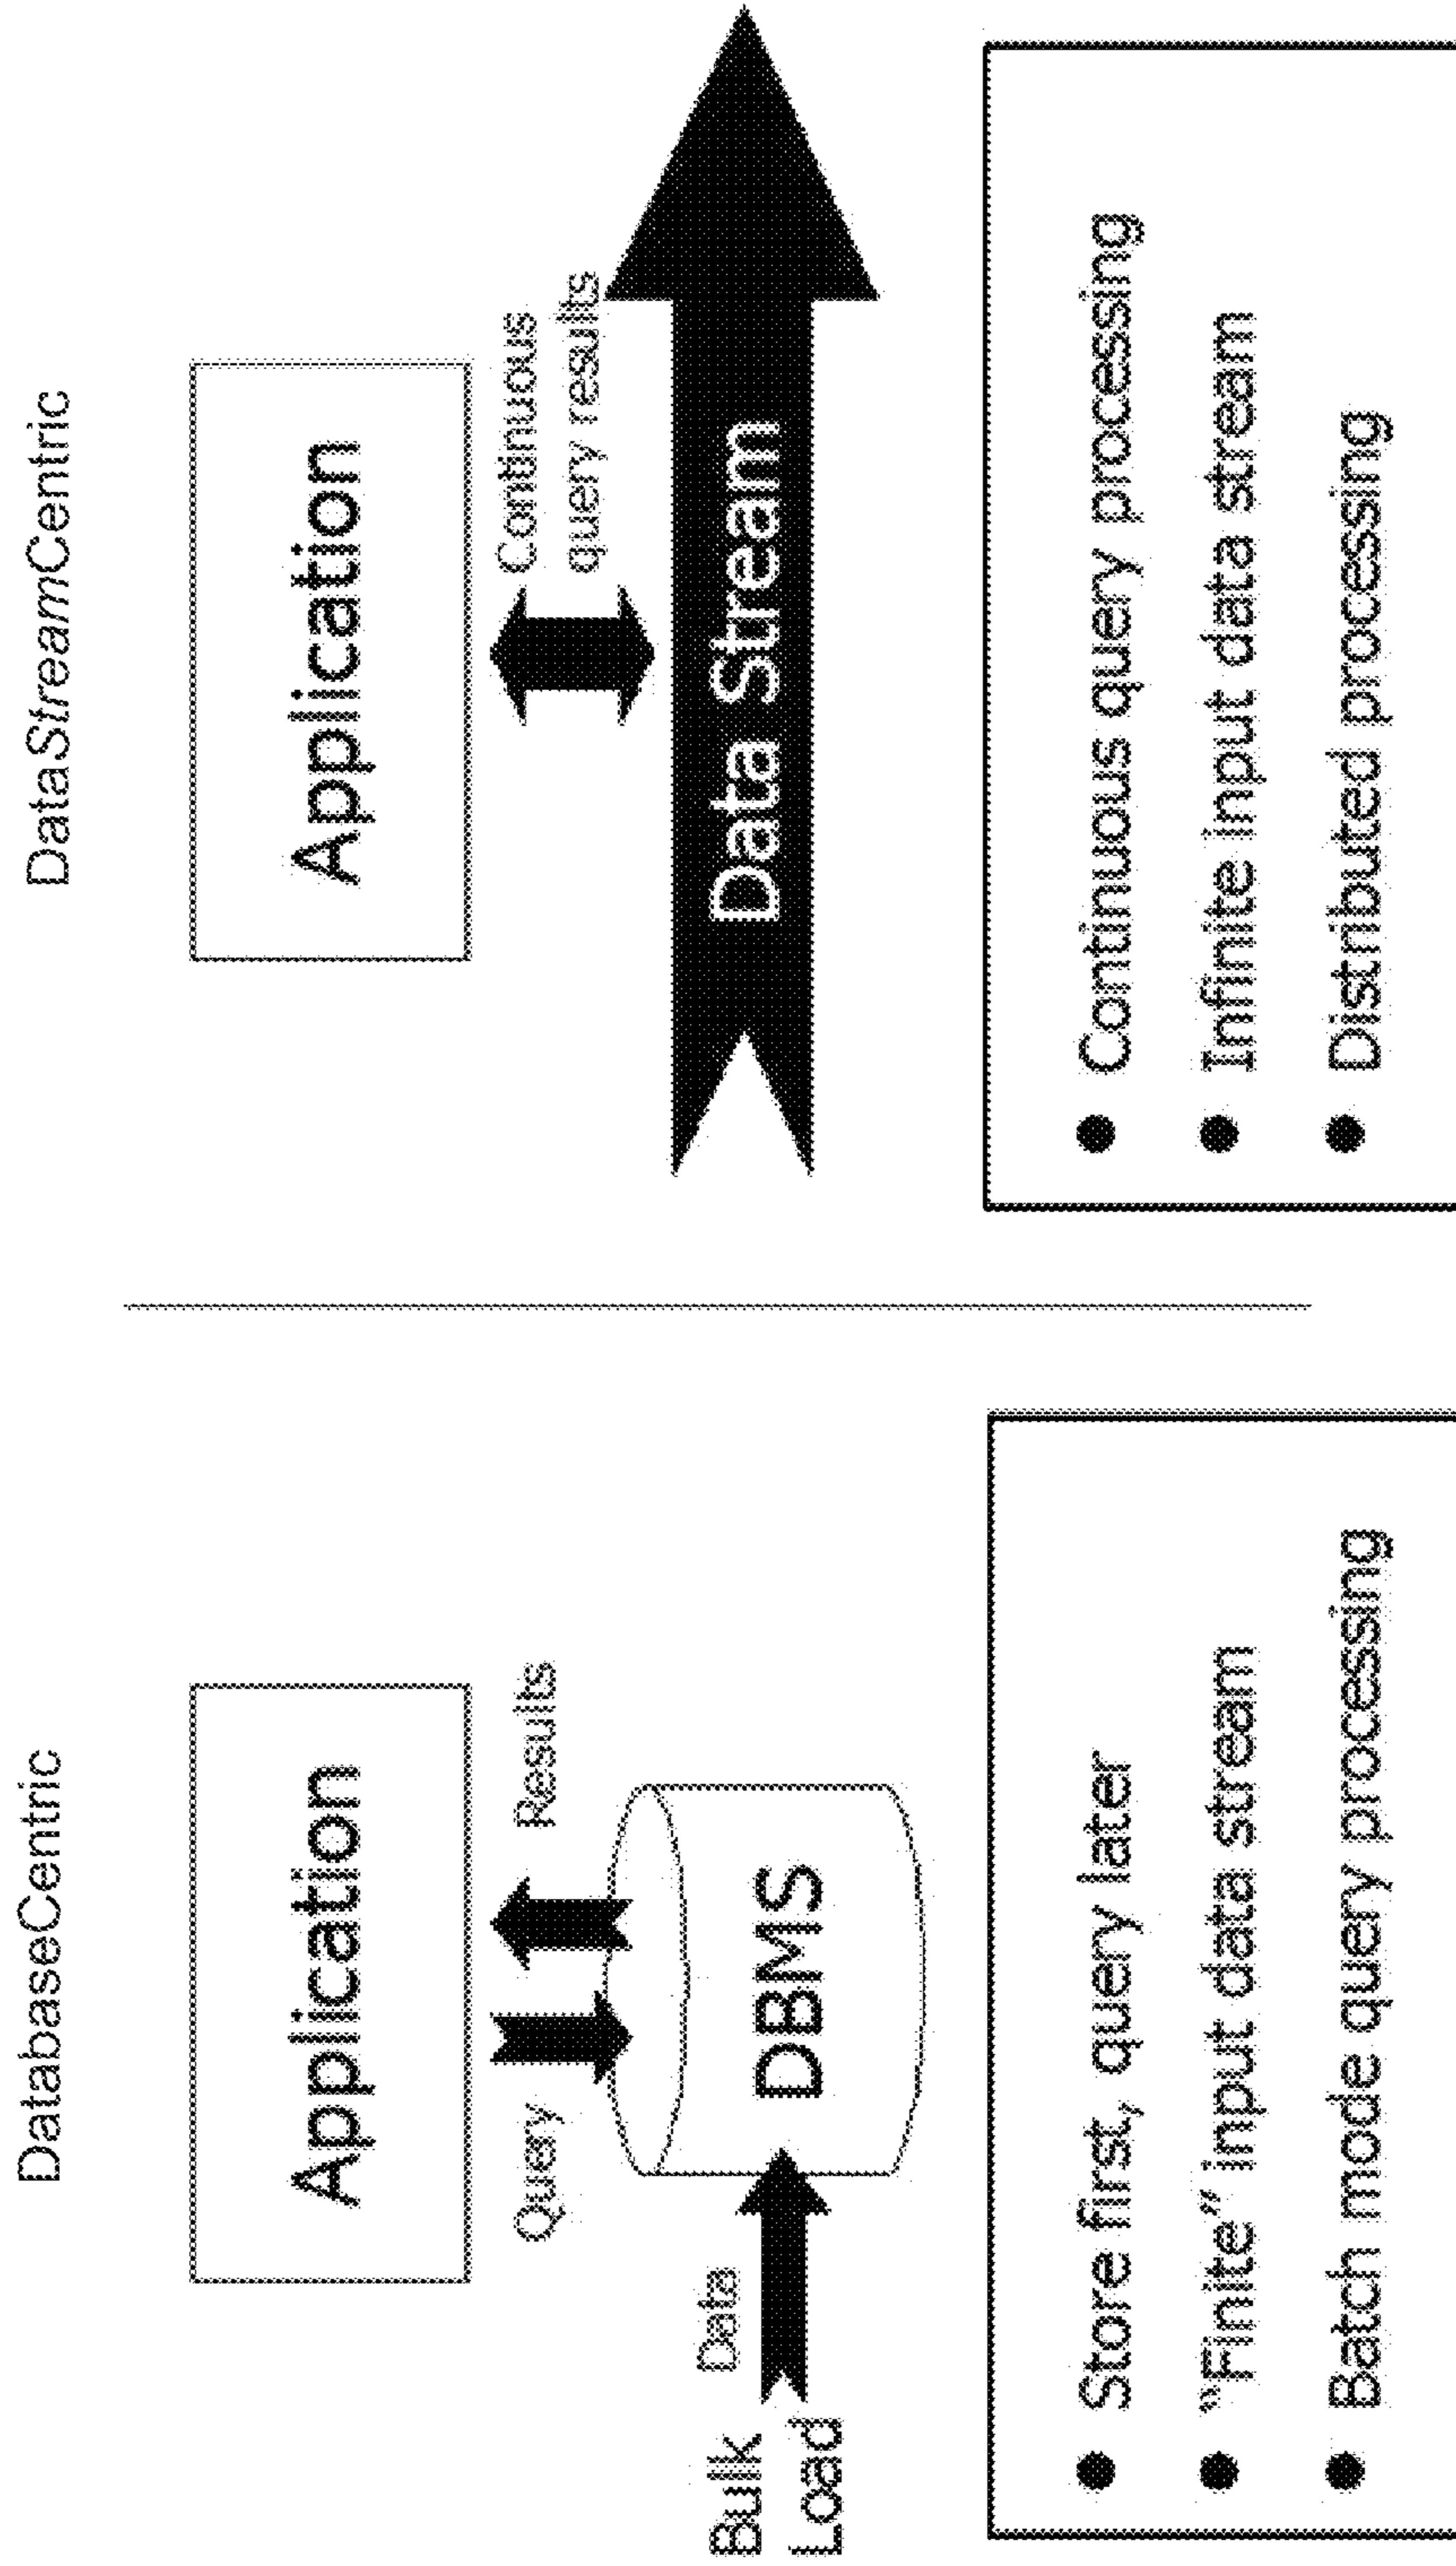 DatabaseCentric
Application
Query
Results
Data
Bulk
Load
DBMS
● Store first, query later
● “Finite” input data stream
● Batch mode query processing
DataStreamCentric
Application
Continuous
query results
Data Stream
● Continuous query processing
● Infinite input data stream
● Distributed processing